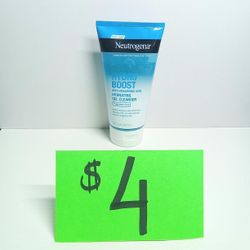 Neutrogena
HYDRO
BOOST
HYDRATING
GEL CLEANSER
$4